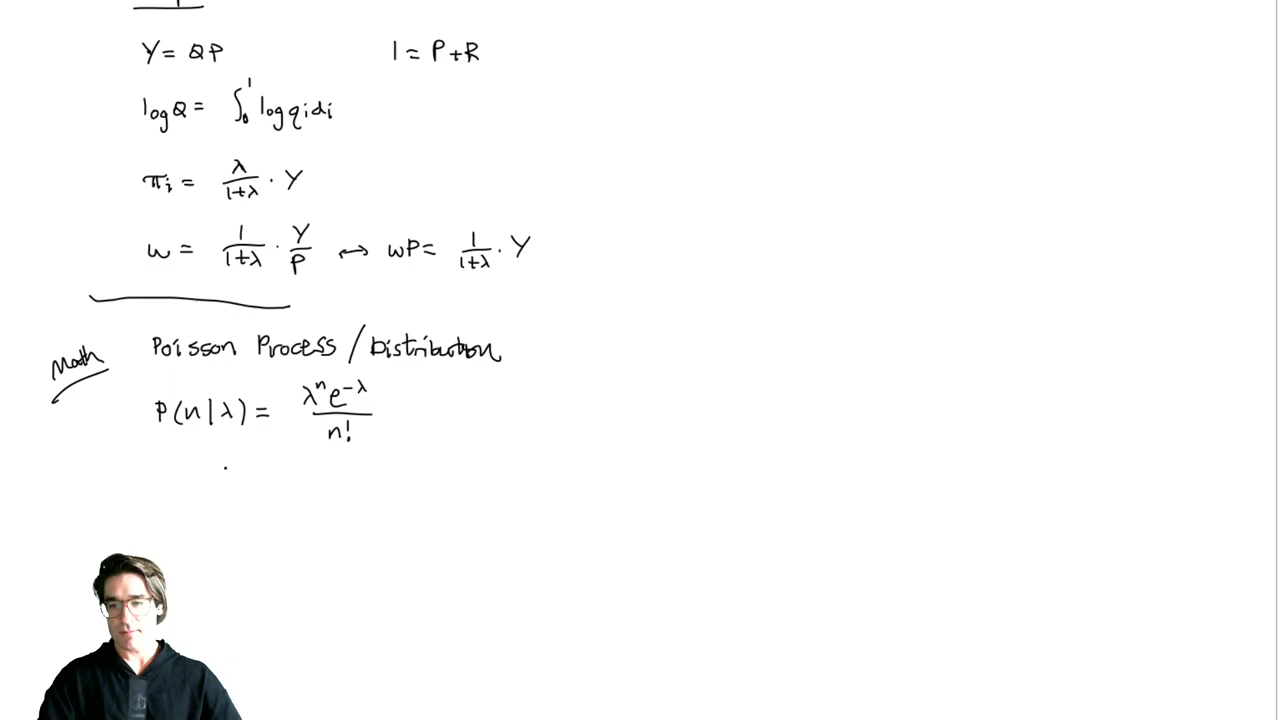 Y = QP    1 = P+R
log Q = ∫₀¹ log qᵢ di
πᵢ = λ/(1+λ) · Y
w = 1/(1+λ) · Y/P ↔ wP = 1/(1+λ) · Y
Math Poisson Process / Distribution
P(n|λ) = λⁿe^(-λ)/n!